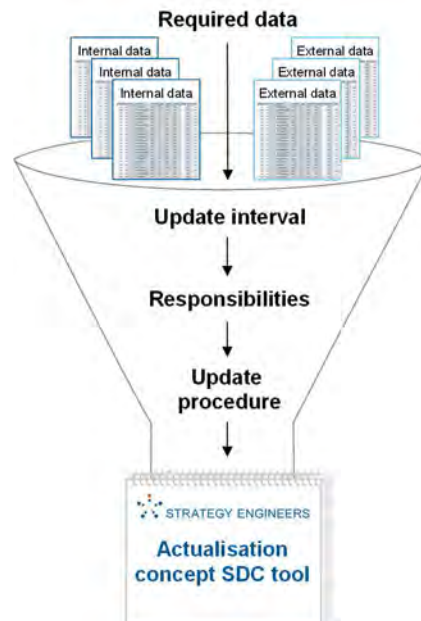 Required data
Internal data
Internal data
Internal data
External data
External data
External data
Update interval
Responsibilities
Update
procedure
STRATEGY ENGINEERS
Actualisation
concept SDC tool